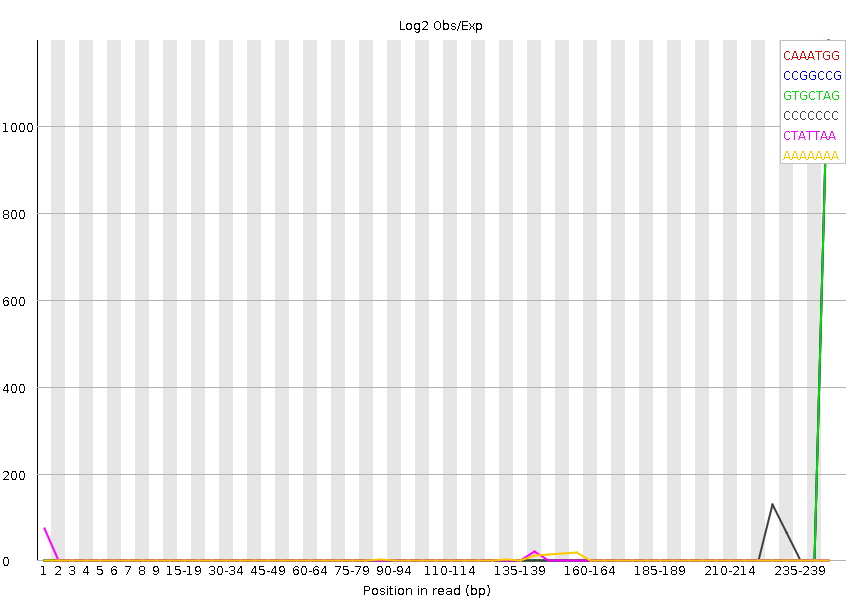 Log2 Obs/Exp
CAAATGG
CCGGCCG
GTGCTAG
CCCCCCC
CTATTAA
AAAAAAA
1000
800
600
400
200
0
1 2 3 4 5 6 7 8 9 15-19 30-34 45-49 60-64 75-79 90-94 110-114 135-139 160-164 185-189 210-214 235-239
Position in read (bp)